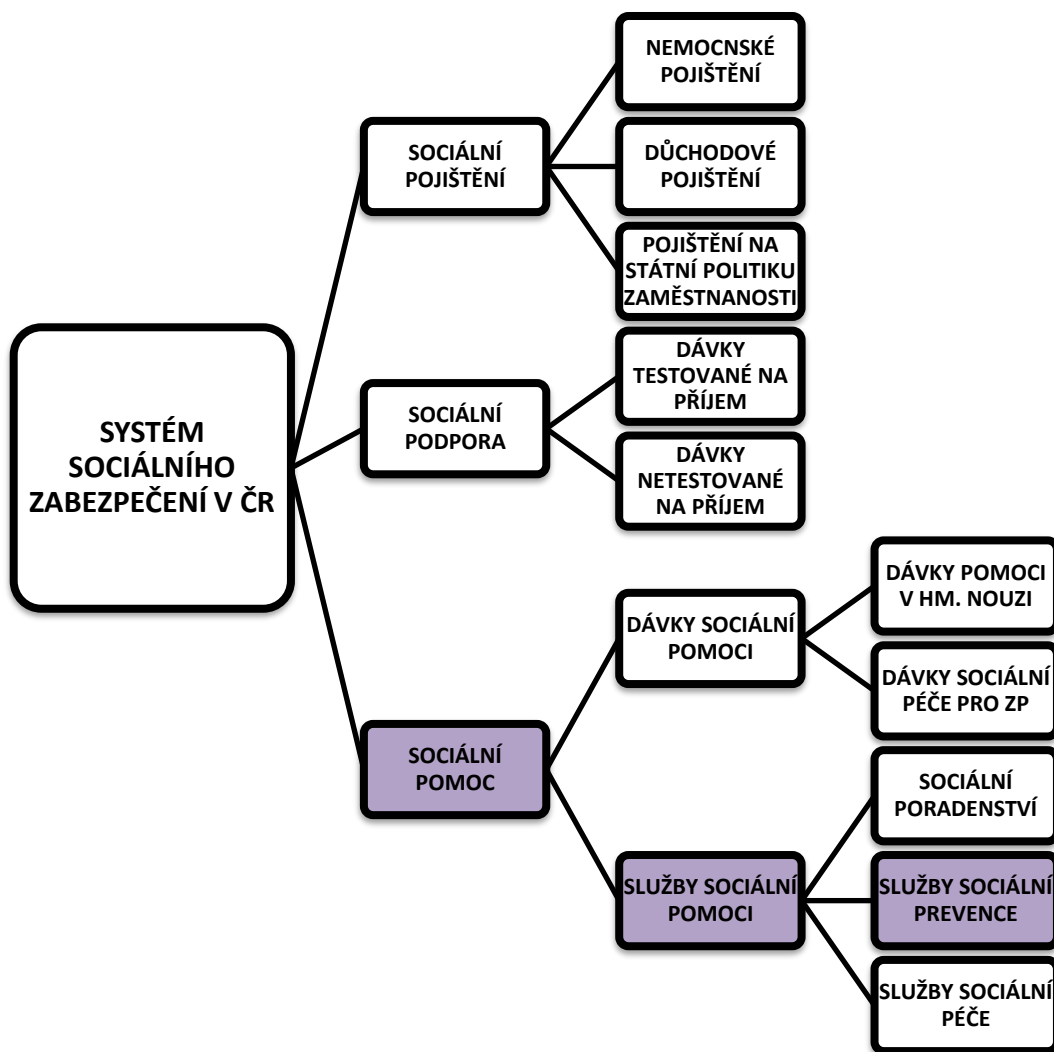 SYSTÉM
SOCIÁLNÍHO
ZABEZPEČENÍ V ČR
SOCIÁLNÍ
POJIŠTĚNÍ
NEMOCNSKÉ
POJIŠTĚNÍ
DŮCHODOVÉ
POJIŠTĚNÍ
POJIŠTĚNÍ NA
STÁTNÍ POLITIKU
ZAMĚSTNANOSTI
SOCIÁLNÍ
PODPORA
DÁVKY
TESTOVANÉ NA
PŘÍJEM
DÁVKY
NETESTOVANÉ
NA PŘÍJEM
SOCIÁLNÍ
POMOC
DÁVKY SOCIÁLNÍ
POMOCI
DÁVKY POMOCI
V HM. NOUZI
DÁVKY SOCIÁLNÍ
PÉČE PRO ZP
SLUŽBY SOCIÁLNÍ
POMOCI
SOCIÁLNÍ
PORADENSTVÍ
SLUŽBY SOCIÁLNÍ
PREVENCE
SLUŽBY SOCIÁLNÍ
PÉČE